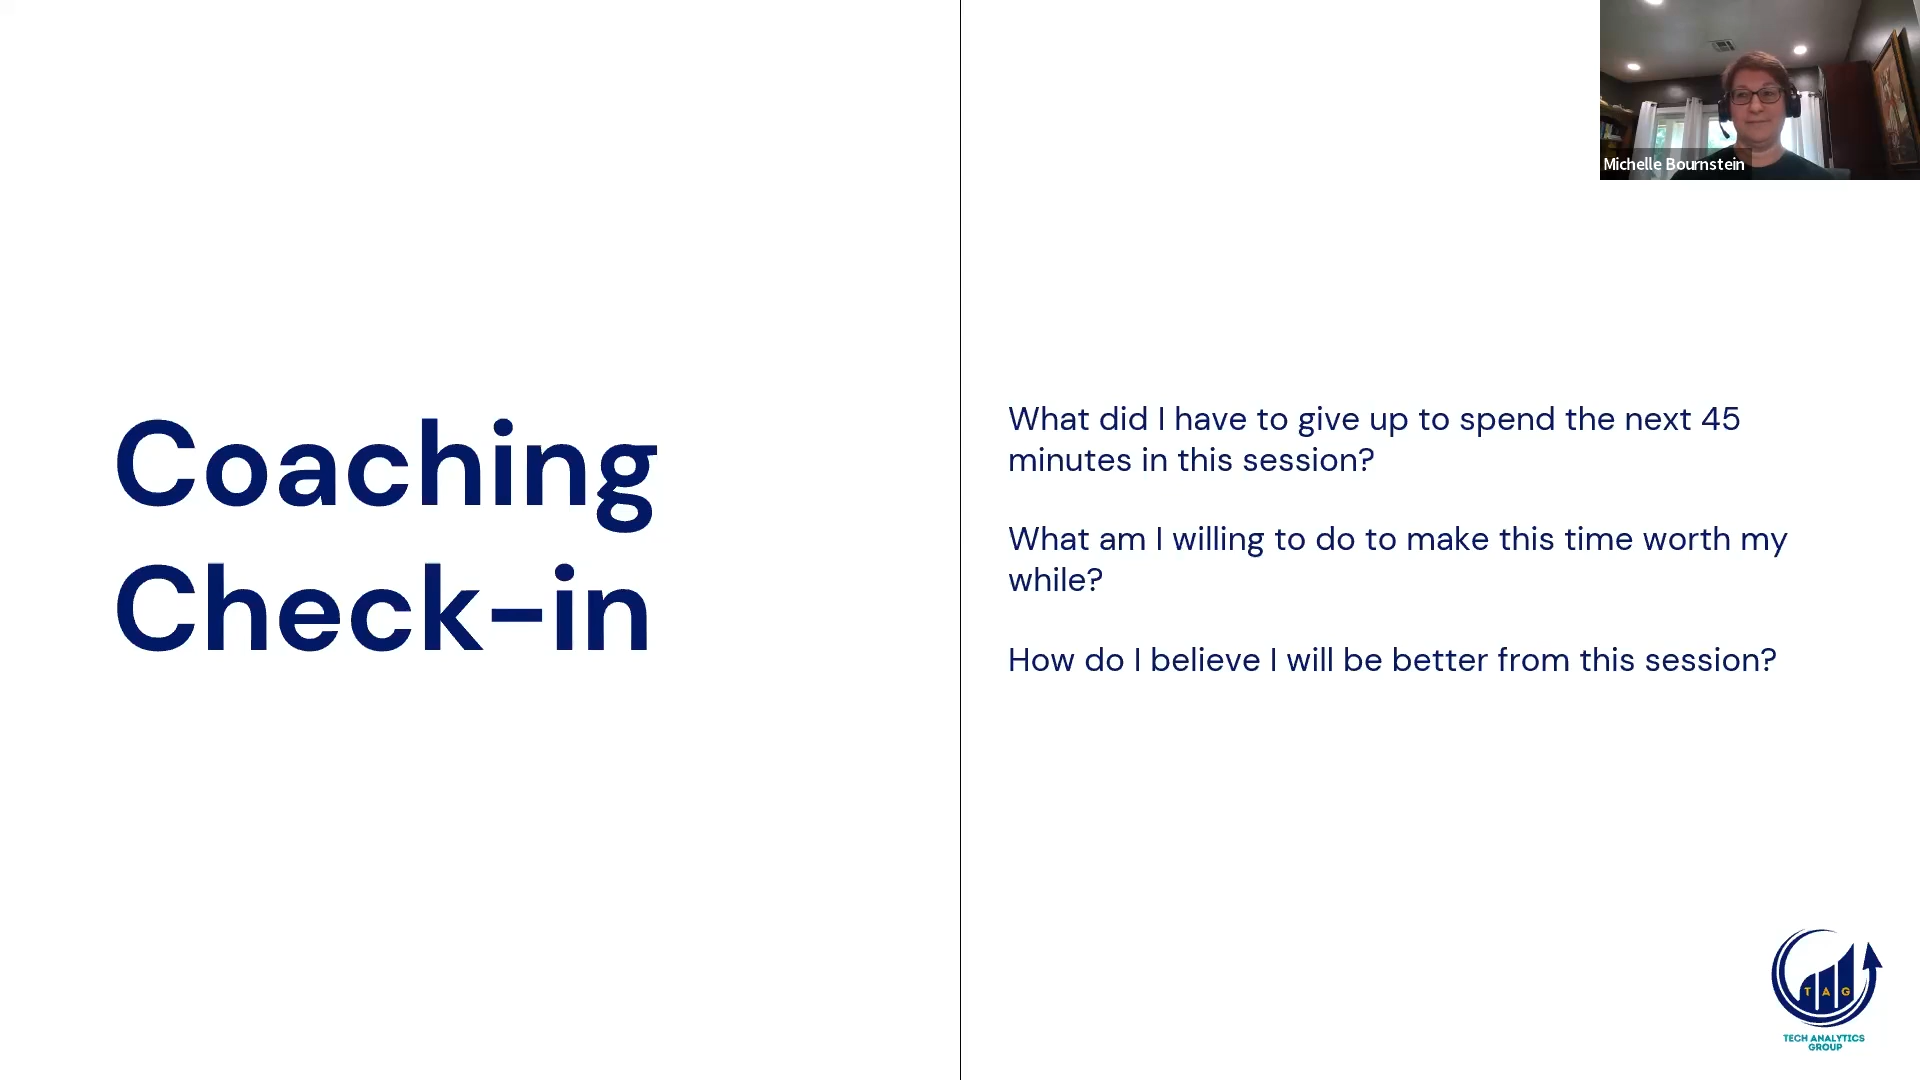 Michelle Bournstein
Coaching
Check-in
What did I have to give up to spend the next 45
minutes in this session?
What am I willing to do to make this time worth my
while?
How do I believe I will be better from this session?
T A G
TECH ANALYTICS
GROUP